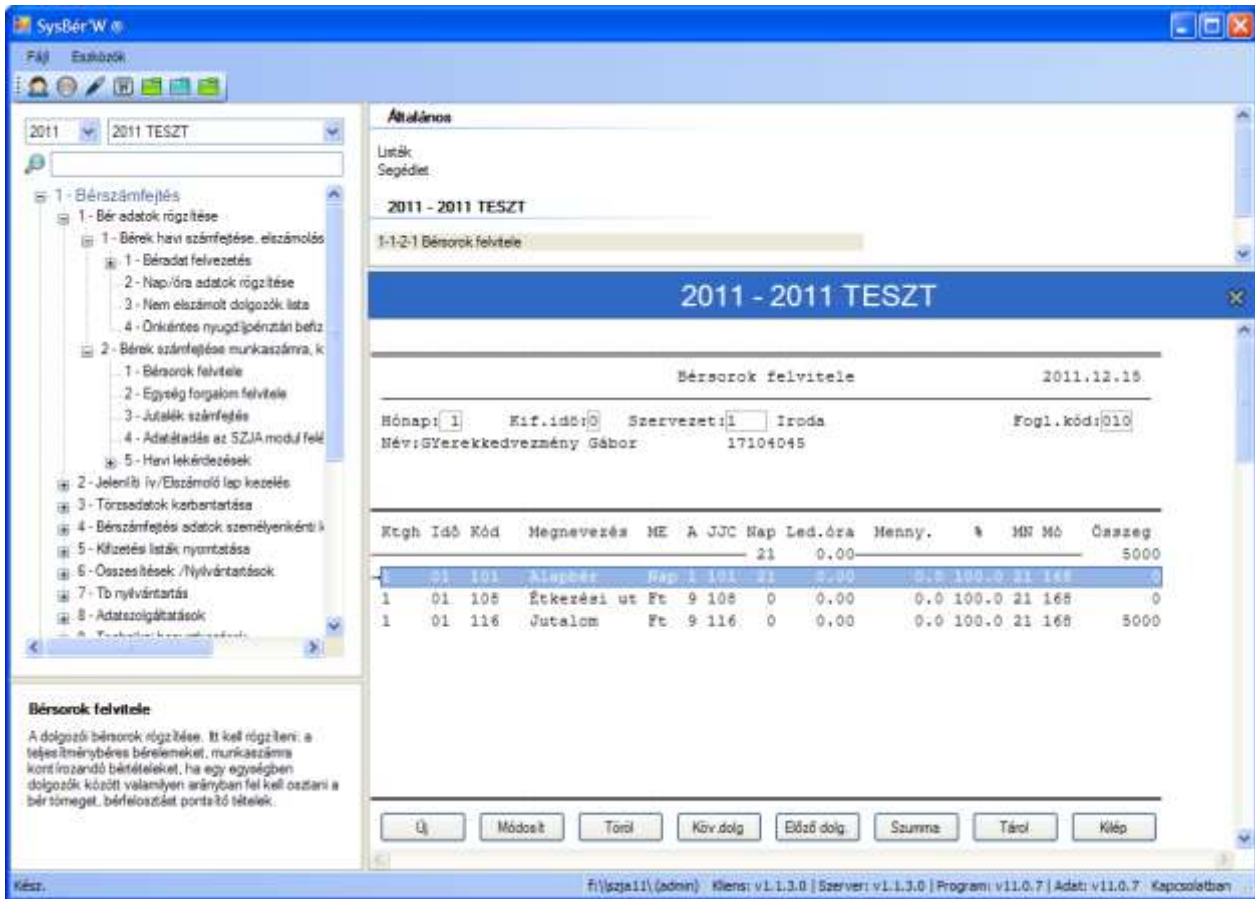 SysBér'W ®
Fájl Eszközök
2011 2011 TESZT
1 - Bérszámfejtés
1 - Bér adatok rögzítése
1 - Bérek havi számfejtése, elszámolás
1 - Béradat felvezetés
2 - Nap/óra adatok rögzítése
3 - Nem elszámolt dolgozók lista
4 - Önkéntes nyugdíjpénztári befiz
2 - Bérek számfejtése munkaszámra, k
1 - Bérsorok felvitele
2 - Egység forgalom felvitele
3 - Jutalék számfejtés
4 - Adatátadás az SZJA modul felé
5 - Havi lekérdezések
2 - Jelenléti ív/Elszámoló lap kezelés
3 - Törzsadatok karbantartása
4 - Bérszámfejtési adatok személyenkénti k
5 - Kifizetési listák nyomtatása
6 - Összesítések /Nyilvántartások
7 - Tb nyilvántartás
8 - Adatszolgáltatások
Bérsorok felvitele
A dolgozói bérsorok rögzítése. Itt kell rögzíteni: a
teljesítménybéres bérelemeket, munkaszámra
kontírozandó bértételeket, ha egy egységben
dolgozók között valamilyen arányban fel kell osztani a
bér tömeget, bérfelosztást pontosító tételek.
Általános
Listák
Segédlet
2011 - 2011 TESZT
1-1-2-1 Bérsorok felvitele
2011 - 2011 TESZT
Bérsorok felvitele 2011.12.15
Hónap: 1 Kif.idő:0 Szervezet:1 Iroda Fogl.kód:010
Név:GYerekkedvezmény Gábor 17104045
Ktgh Idő Kód Megnevezés ME A JJC Nap Led.óra Menny. % MN Mó Összeg
21 0.00 5000
1 01 101 Alapbér Nap 1 101 21 0.00 0.0 100.0 21 168 0
1 01 108 Étkezési ut Ft 9 108 0 0.00 0.0 100.0 21 168 0
1 01 116 Jutalom Ft 9 116 0 0.00 0.0 100.0 21 168 5000
Új Módosít Töröl Köv.dolg Előző dolg. Szumma Tárol Kilép
Kész. f:\\szja11\(admin) Kliens: v1.1.3.0 | Szerver: v1.1.3.0 | Program: v11.0.7 | Adat: v11.0.7 Kapcsolatban